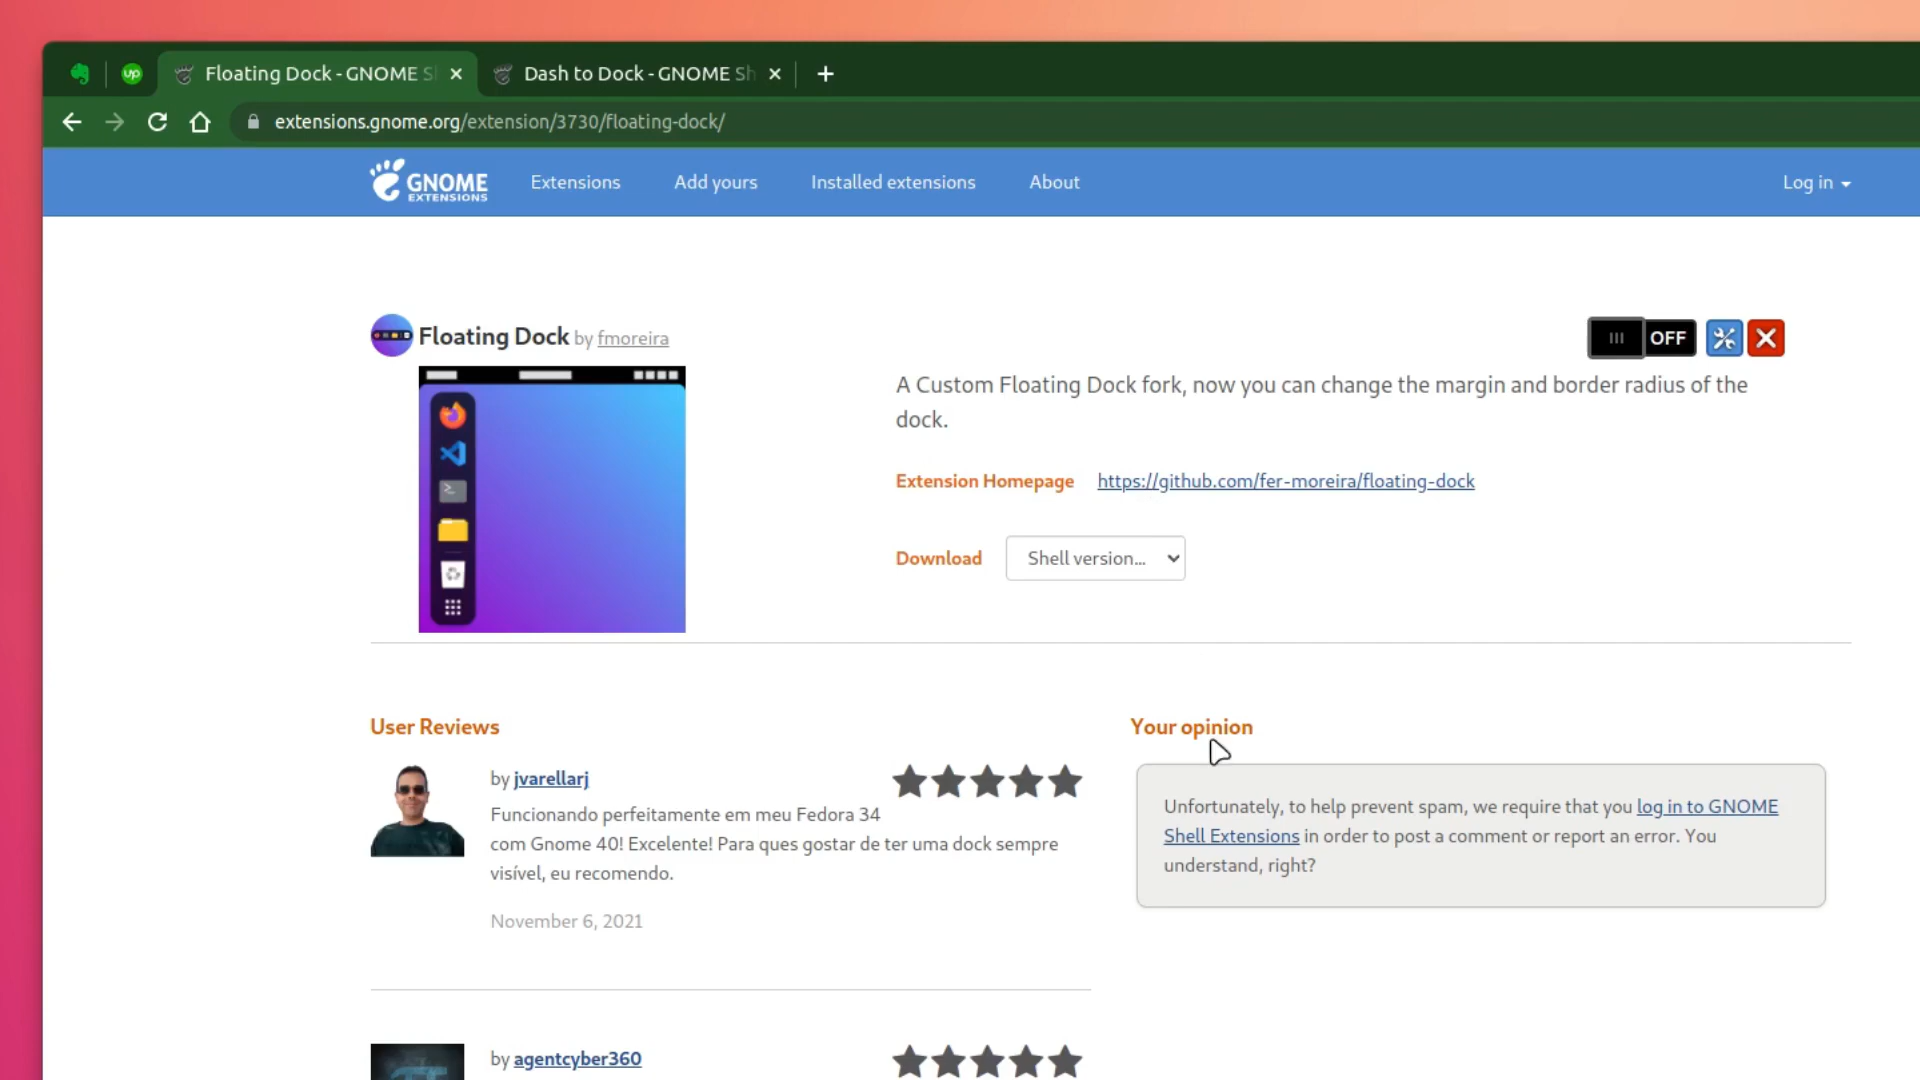 up
Floating Dock - GNOME S
Dash to Dock - GNOME Sh
extensions.gnome.org/extension/3730/floating-dock/
GNOME
EXTENSIONS
Extensions
Add yours
Installed extensions
About
Log in
Floating Dock by fmoreira
OFF
A Custom Floating Dock fork, now you can change the margin and border radius of the
dock.
Extension Homepage
https://github.com/fer-moreira/floating-dock
Download
Shell version...
User Reviews
Your opinion
by jvarellarj
Funcionando perfeitamente em meu Fedora 34
com Gnome 40! Excelente! Para ques gostar de ter uma dock sempre
visível, eu recomendo.
November 6, 2021
Unfortunately, to help prevent spam, we require that you log in to GNOME
Shell Extensions in order to post a comment or report an error. You
understand, right?
by agentcyber360